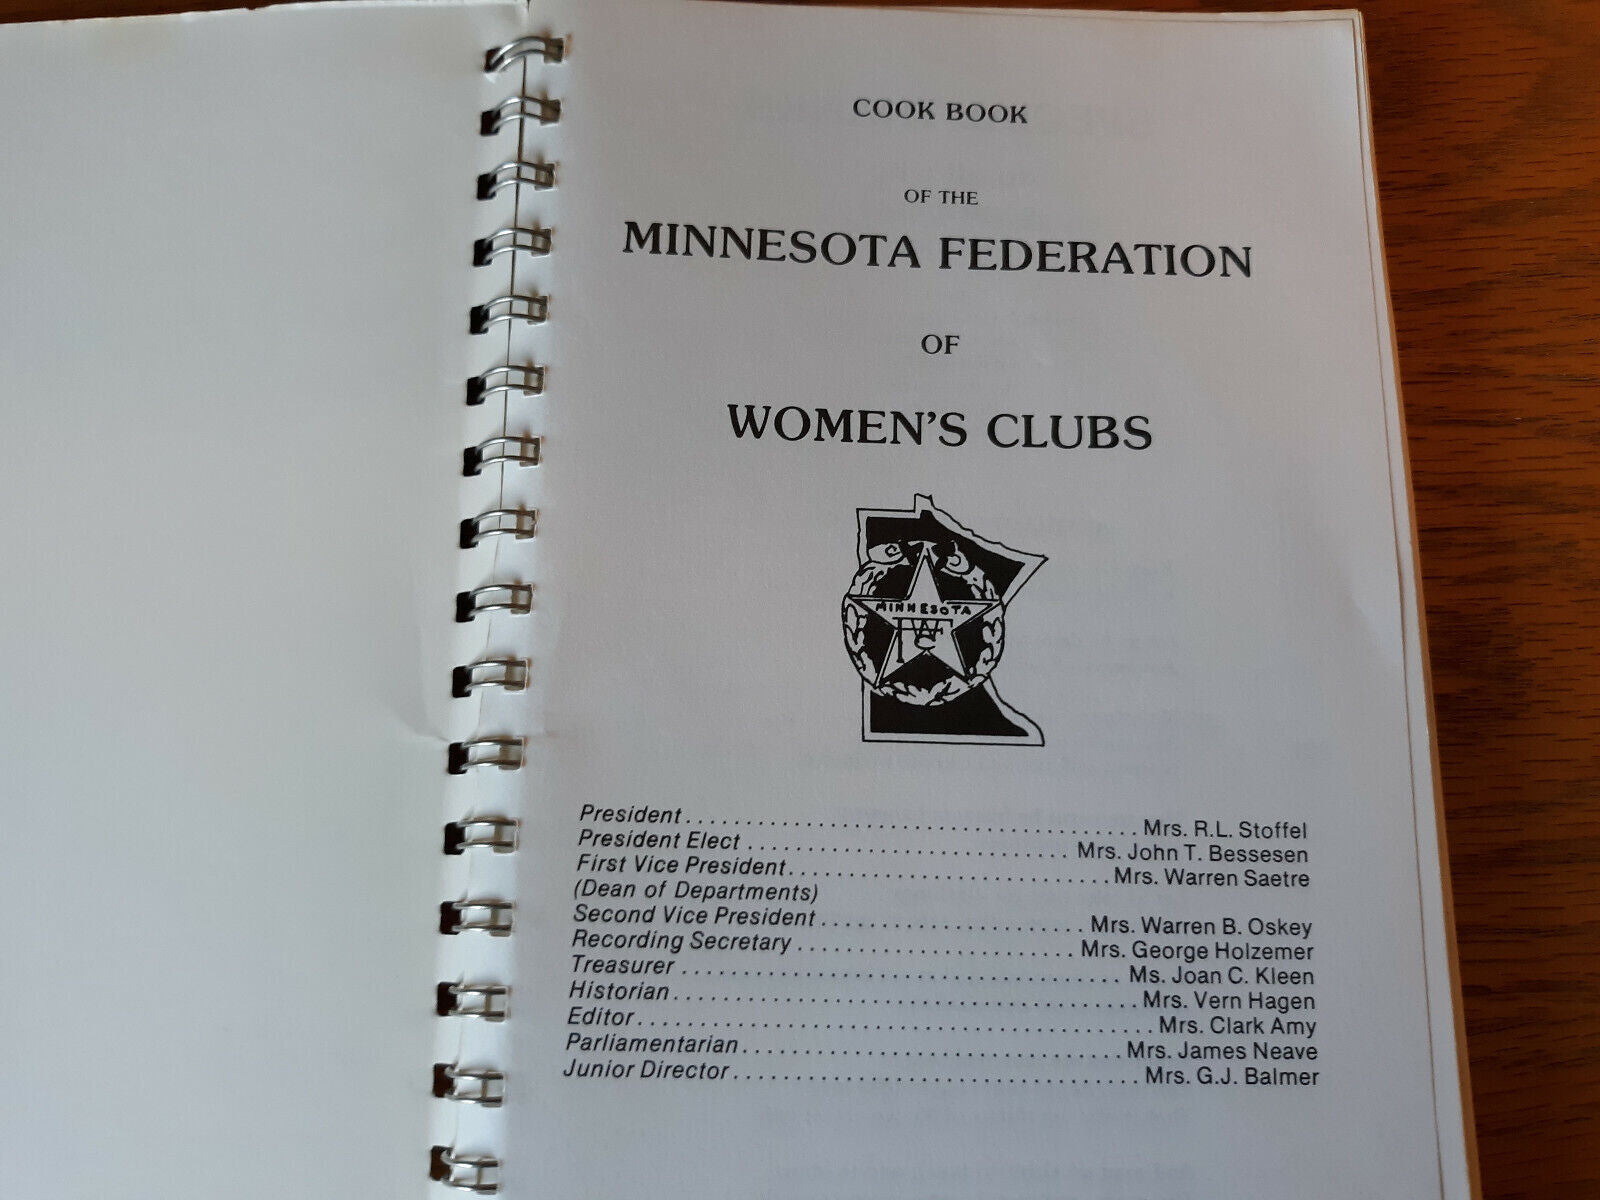 COOK BOOK
OF THE
MINNESOTA FEDERATION
OF
WOMEN'S CLUBS
MINNESOTA
President........................................Mrs. R.L. Stoffel
President Elect............................Mrs. John T. Bessesen
First Vice President............................Mrs. Warren Saetre
(Dean of Departments)
Second Vice President.......................Mrs. Warren B. Oskey
Recording Secretary.........................Mrs. George Holzemer
Treasurer.......................................Ms. Joan C. Kleen
Historian.........................................Mrs. Vern Hagen
Editor..............................................Mrs. Clark Amy
Parliamentarian..................................Mrs. James Neave
Junior Director....................................Mrs. G.J. Balmer